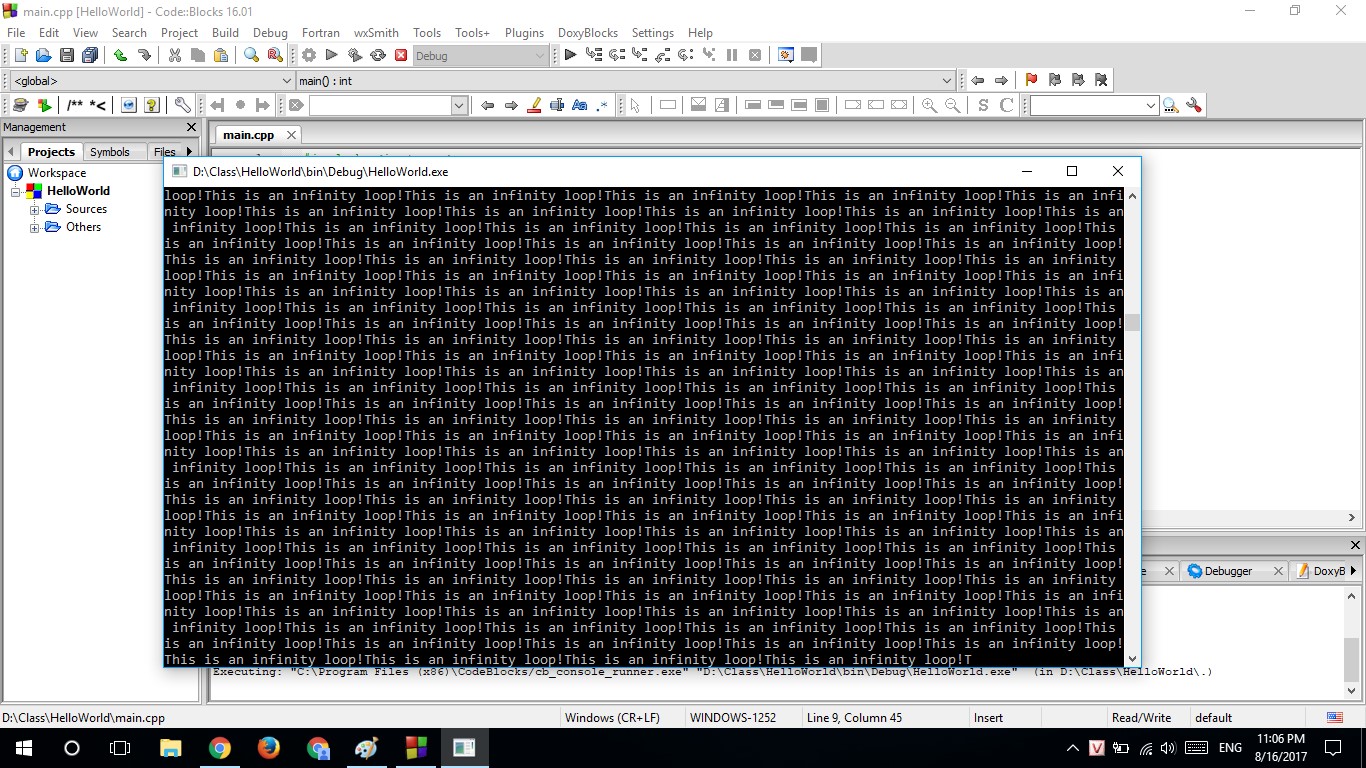 main.cpp [HelloWorld] - Code::Blocks 16.01
File Edit View Search Project Build Debug Fortran wxSmith Tools Tools+ Plugins DoxyBlocks Settings Help
Debug
<global> main() : int
/** *<
Aa .*
S C
Management
main.cpp
Projects Symbols Files
D:\Class\HelloWorld\bin\Debug\HelloWorld.exe
Workspace
HelloWorld
Sources
Others
loop!This is an infinity loop!This is an infinity loop!This is an infinity loop!This is an infinity loop!This is an infi
nity loop!This is an infinity loop!This is an infinity loop!This is an infinity loop!This is an infinity loop!This is an
 infinity loop!This is an infinity loop!This is an infinity loop!This is an infinity loop!This is an infinity loop!This
is an infinity loop!This is an infinity loop!This is an infinity loop!This is an infinity loop!This is an infinity loop!
This is an infinity loop!This is an infinity loop!This is an infinity loop!This is an infinity loop!This is an infinity
loop!This is an infinity loop!This is an infinity loop!This is an infinity loop!This is an infinity loop!This is an infi
nity loop!This is an infinity loop!This is an infinity loop!This is an infinity loop!This is an infinity loop!This is an
 infinity loop!This is an infinity loop!This is an infinity loop!This is an infinity loop!This is an infinity loop!This
is an infinity loop!This is an infinity loop!This is an infinity loop!This is an infinity loop!This is an infinity loop!
This is an infinity loop!This is an infinity loop!This is an infinity loop!This is an infinity loop!This is an infinity
loop!This is an infinity loop!This is an infinity loop!This is an infinity loop!This is an infinity loop!This is an infi
nity loop!This is an infinity loop!This is an infinity loop!This is an infinity loop!This is an infinity loop!This is an
 infinity loop!This is an infinity loop!This is an infinity loop!This is an infinity loop!This is an infinity loop!This
is an infinity loop!This is an infinity loop!This is an infinity loop!This is an infinity loop!This is an infinity loop!
This is an infinity loop!This is an infinity loop!This is an infinity loop!This is an infinity loop!This is an infinity
loop!This is an infinity loop!This is an infinity loop!This is an infinity loop!This is an infinity loop!This is an infi
nity loop!This is an infinity loop!This is an infinity loop!This is an infinity loop!This is an infinity loop!This is an
 infinity loop!This is an infinity loop!This is an infinity loop!This is an infinity loop!This is an infinity loop!This
is an infinity loop!This is an infinity loop!This is an infinity loop!This is an infinity loop!This is an infinity loop!
This is an infinity loop!This is an infinity loop!This is an infinity loop!This is an infinity loop!This is an infinity
loop!This is an infinity loop!This is an infinity loop!This is an infinity loop!This is an infinity loop!This is an infi
nity loop!This is an infinity loop!This is an infinity loop!This is an infinity loop!This is an infinity loop!This is an
 infinity loop!This is an infinity loop!This is an infinity loop!This is an infinity loop!This is an infinity loop!This
is an infinity loop!This is an infinity loop!This is an infinity loop!This is an infinity loop!This is an infinity loop!
This is an infinity loop!This is an infinity loop!This is an infinity loop!This is an infinity loop!This is an infinity
loop!This is an infinity loop!This is an infinity loop!This is an infinity loop!This is an infinity loop!This is an infi
nity loop!This is an infinity loop!This is an infinity loop!This is an infinity loop!This is an infinity loop!This is an
 infinity loop!This is an infinity loop!This is an infinity loop!This is an infinity loop!This is an infinity loop!This
is an infinity loop!This is an infinity loop!This is an infinity loop!This is an infinity loop!This is an infinity loop!
This is an infinity loop!This is an infinity loop!This is an infinity loop!This is an infinity loop!T
e Debugger DoxyB
Executing: "C:\Program Files (x86)\CodeBlocks/cb_console_runner.exe" "D:\Class\HelloWorld\bin\Debug\HelloWorld.exe" (in D:\Class\HelloWorld\.)
D:\Class\HelloWorld\main.cpp Windows (CR+LF) WINDOWS-1252 Line 9, Column 45 Insert Read/Write default
ENG 11:06 PM
8/16/2017